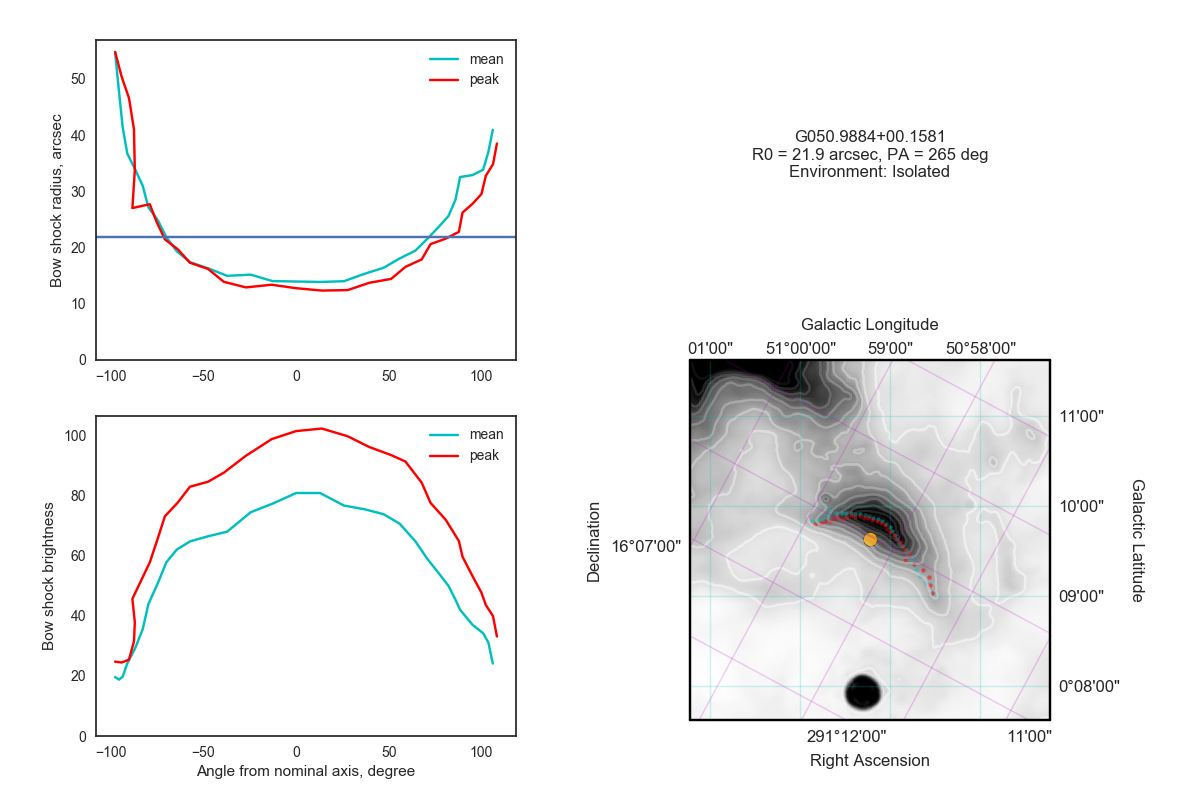 Bow shock radius, arcsec
50
40
30
20
10
0
−100
−50
0
50
100
mean
peak
Bow shock brightness
100
80
60
40
20
0
−100
−50
0
50
100
Angle from nominal axis, degree
mean
peak
G050.9884+00.1581
R0 = 21.9 arcsec, PA = 265 deg
Environment: Isolated
Galactic Longitude
01'00" 51°00'00" 59'00" 50°58'00"
11'00"
10'00"
09'00"
0°08'00"
Galactic Latitude
Declination
16°07'00"
291°12'00" 11'00"
Right Ascension